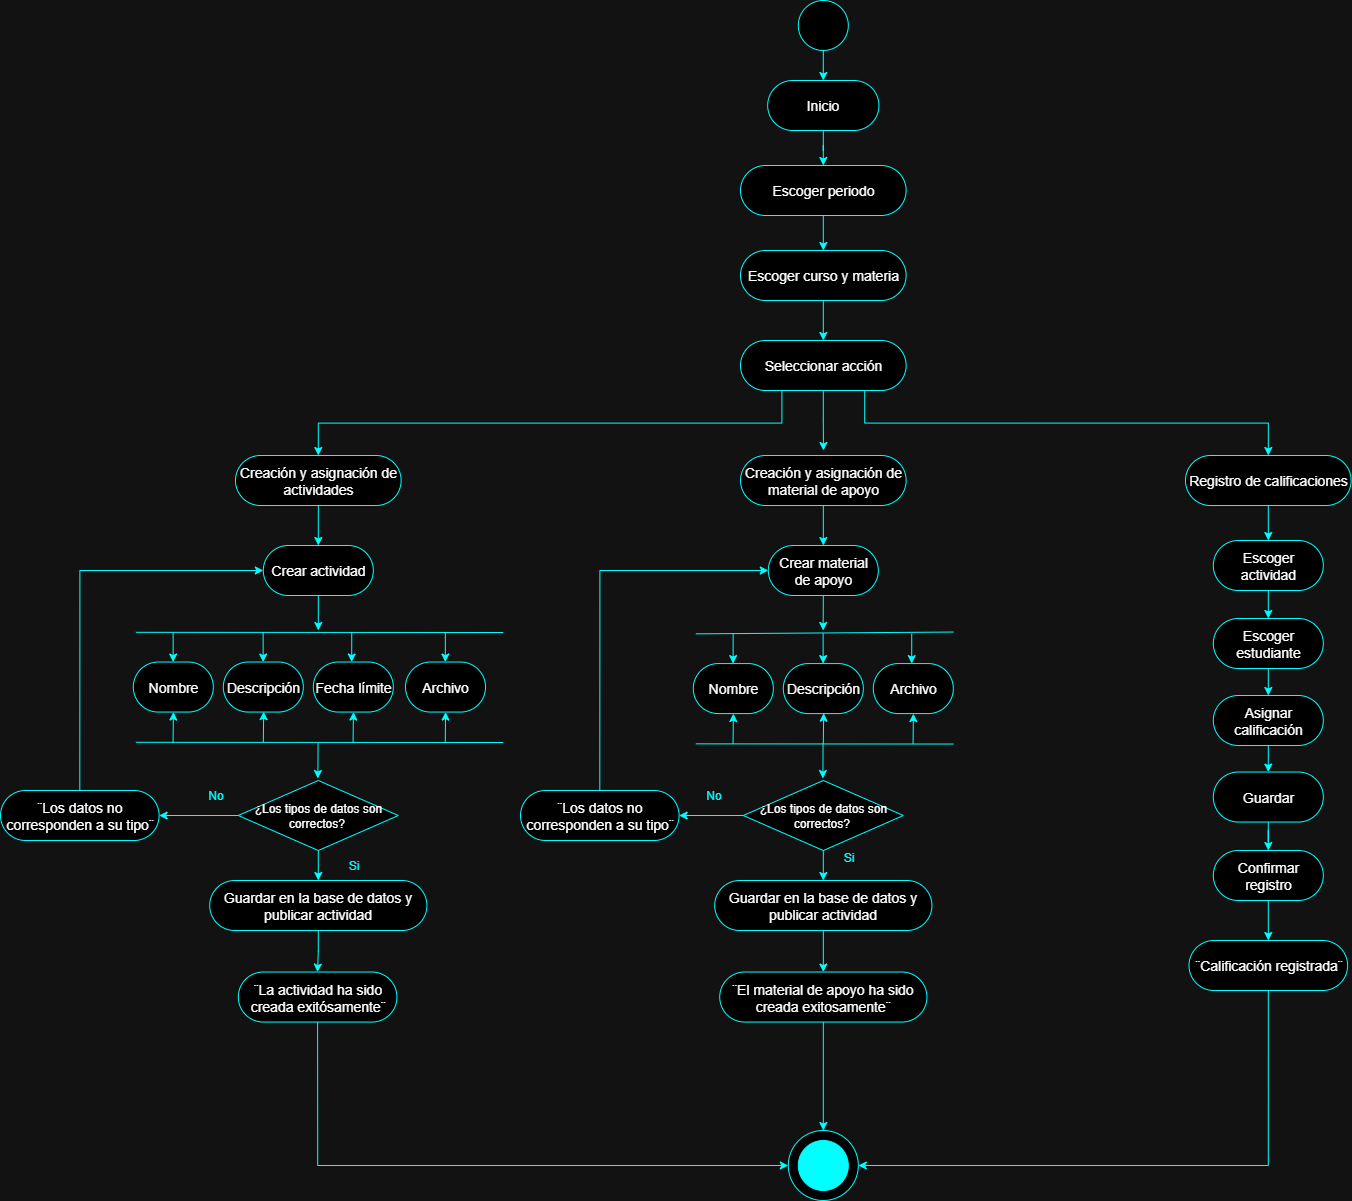 Inicio
Escoger periodo
Escoger curso y materia
Seleccionar acción
Creación y asignación de
actividades
Creación y asignación de
material de apoyo
Registro de calificaciones
Crear actividad
Crear material
de apoyo
Escoger
actividad
Escoger
estudiante
Nombre
Descripción
Fecha límite
Archivo
Nombre
Descripción
Archivo
Asignar
calificación
¨Los datos no
corresponden a su tipo¨
No
¿Los tipos de datos son
correctos?
Si
¨Los datos no
corresponden a su tipo¨
No
¿Los tipos de datos son
correctos?
Si
Guardar
Confirmar
registro
Guardar en la base de datos y
publicar actividad
Guardar en la base de datos y
publicar actividad
¨Calificación registrada¨
¨La actividad ha sido
creada exitósamente¨
¨El material de apoyo ha sido
creada exitosamente¨